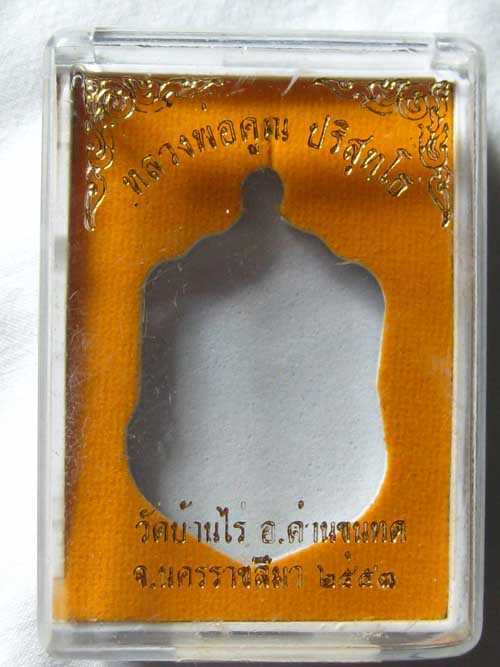 หลวงพ่อคูณ ปริสุทโธ
วัดบ้านไร่ อ.ด่านขุนทด
จ.นครราชสีมา ๒๕๕๓